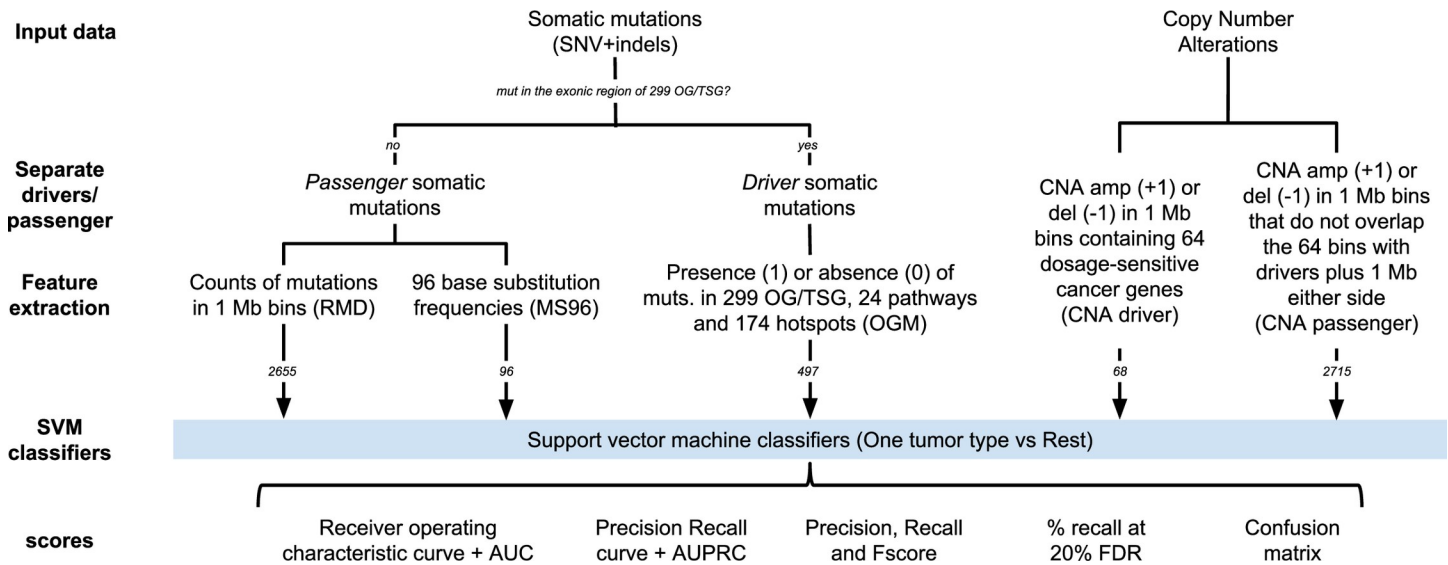 Input data
Somatic mutations
(SNV+indels)
Copy Number
Alterations
mut in the exonic region of 299 OG/TSG?
no
yes
Separate
drivers/
passenger
Passenger somatic
mutations
Driver somatic
mutations
CNA amp (+1) or
del (-1) in 1 Mb
bins containing 64
dosage-sensitive
cancer genes
(CNA driver)
CNA amp (+1) or
del (-1) in 1 Mb bins
that do not overlap
the 64 bins with
drivers plus 1 Mb
either side
(CNA passenger)
Feature
extraction
Counts of mutations
in 1 Mb bins (RMD)
96 base substitution
frequencies (MS96)
Presence (1) or absence (0) of
muts. in 299 OG/TSG, 24 pathways
and 174 hotspots (OGM)
2655
96
497
68
2715
SVM
classifiers
Support vector machine classifiers (One tumor type vs Rest)
scores
Receiver operating
characteristic curve + AUC
Precision Recall
curve + AUPRC
Precision, Recall
and Fscore
% recall at
20% FDR
Confusion
matrix